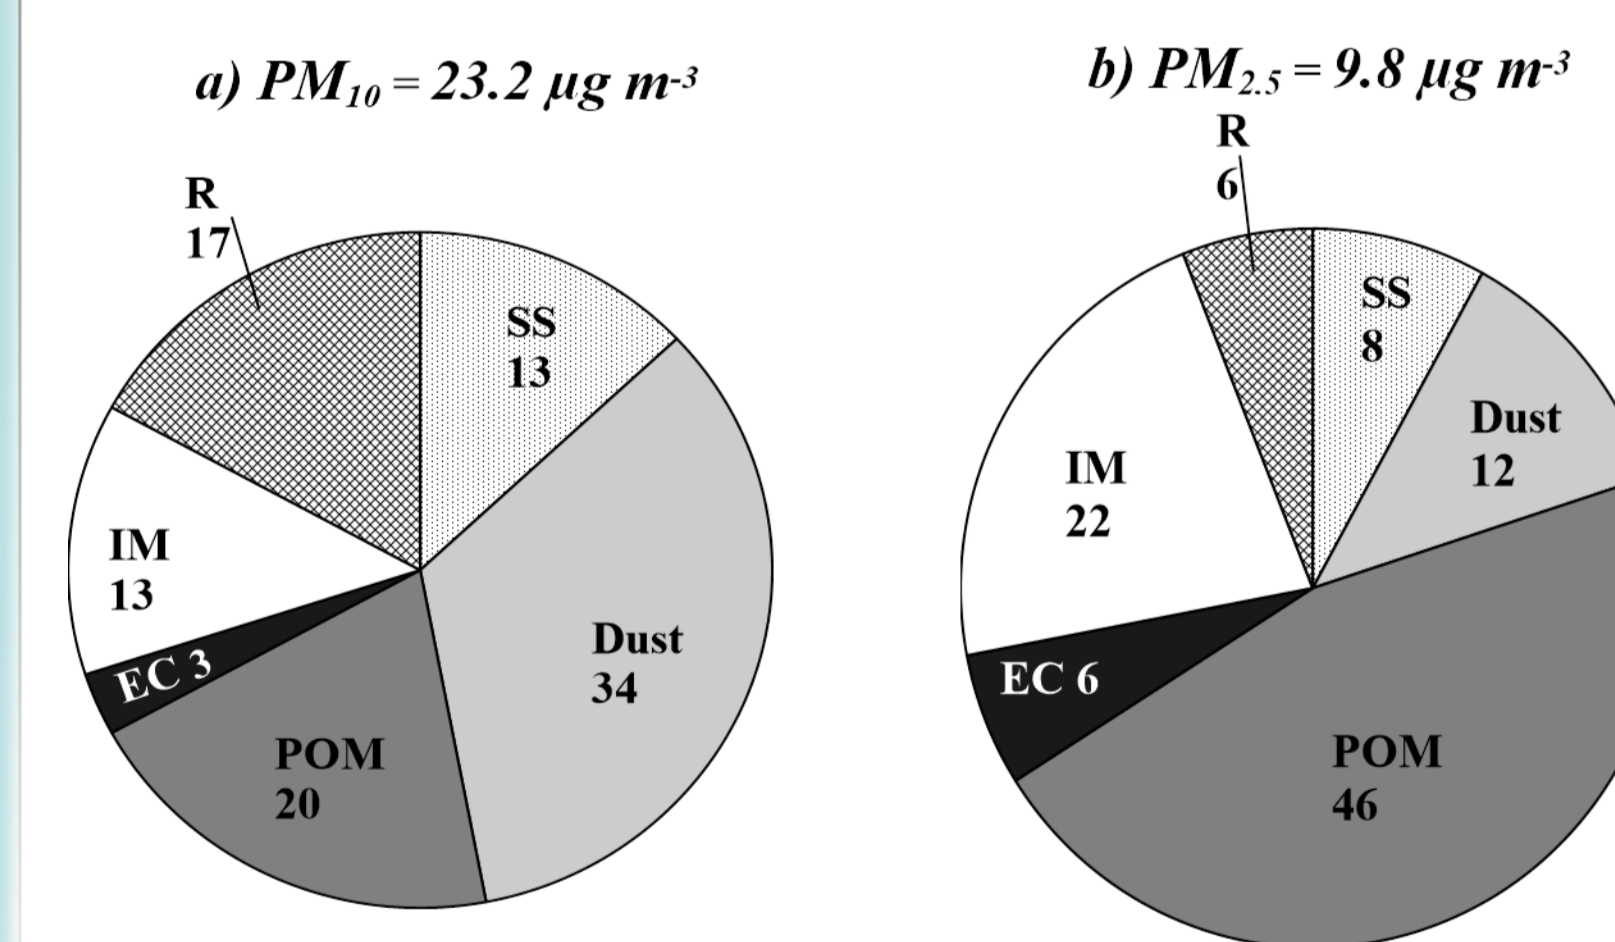 a) PM10 = 23.2 µg m-3
R
17
SS
13
IM
13
EC 3
Dust
34
POM
20
b) PM2.5 = 9.8 µg m-3
R
6
SS
8
Dust
12
IM
22
EC 6
POM
46